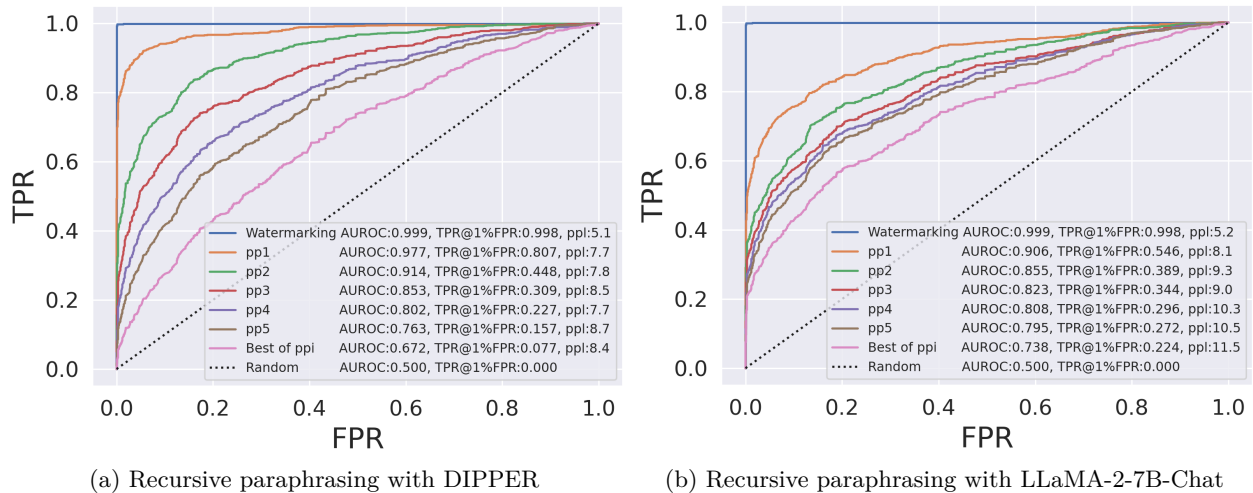 TPR
1.0
0.8
0.6
0.4
0.2
0.0
Watermarking AUROC:0.999, TPR@1%FPR:0.998, ppl:5.1
pp1 AUROC:0.977, TPR@1%FPR:0.807, ppl:7.7
pp2 AUROC:0.914, TPR@1%FPR:0.448, ppl:7.8
pp3 AUROC:0.853, TPR@1%FPR:0.309, ppl:8.5
pp4 AUROC:0.802, TPR@1%FPR:0.227, ppl:7.7
pp5 AUROC:0.763, TPR@1%FPR:0.157, ppl:8.7
Best of ppi AUROC:0.672, TPR@1%FPR:0.077, ppl:8.4
Random AUROC:0.500, TPR@1%FPR:0.000
0.0 0.2 0.4 0.6 0.8 1.0
FPR
(a) Recursive paraphrasing with DIPPER
TPR
1.0
0.8
0.6
0.4
0.2
0.0
Watermarking AUROC:0.999, TPR@1%FPR:0.998, ppl:5.2
pp1 AUROC:0.906, TPR@1%FPR:0.546, ppl:8.1
pp2 AUROC:0.855, TPR@1%FPR:0.389, ppl:9.3
pp3 AUROC:0.823, TPR@1%FPR:0.344, ppl:9.0
pp4 AUROC:0.808, TPR@1%FPR:0.296, ppl:10.3
pp5 AUROC:0.795, TPR@1%FPR:0.272, ppl:10.5
Best of ppi AUROC:0.738, TPR@1%FPR:0.224, ppl:11.5
Random AUROC:0.500, TPR@1%FPR:0.000
0.0 0.2 0.4 0.6 0.8 1.0
FPR
(b) Recursive paraphrasing with LLaMA-2-7B-Chat